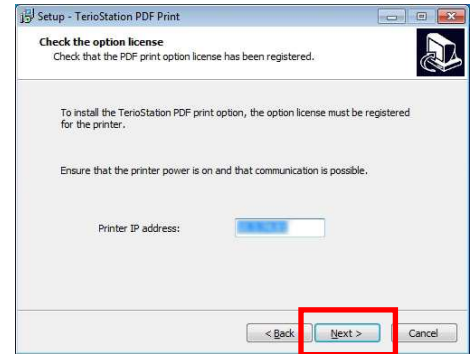 Setup - TerioStation PDF Print
Check the option license
Check that the PDF print option license has been registered.
To install the TerioStation PDF print option, the option license must be registered
for the printer.
Ensure that the printer power is on and that communication is possible.
Printer IP address:
< Back
Next >
Cancel